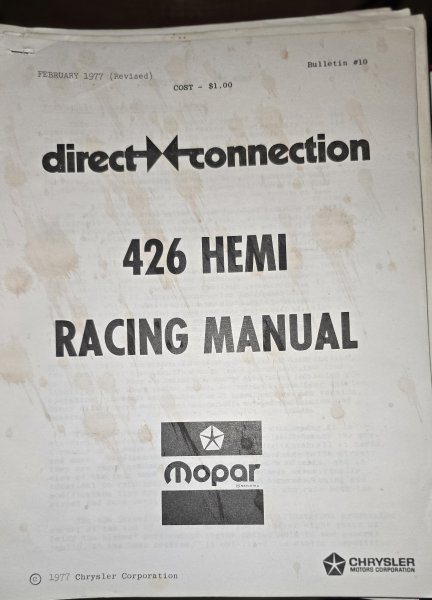 FEBRUARY 1977 (Revised)
Bulletin #10
COST - $1.00
direct connection
426 HEMI
RACING MANUAL
Mopar
© 1977 Chrysler Corporation
CHRYSLER
MOTORS CORPORATION